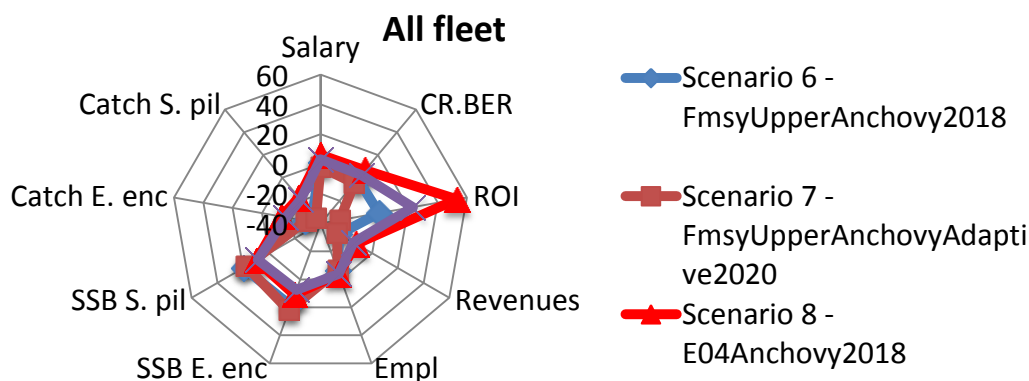 All fleet
Salary
60
40
20
0
-20
-40
CR.BER
ROI
Revenues
Empl
SSB E. enc
SSB S. pil
Catch E. enc
Catch S. pil
Scenario 6 -
FmsyUpperAnchovy2018
Scenario 7 -
FmsyUpperAnchovyAdapti
ve2020
Scenario 8 -
E04Anchovy2018